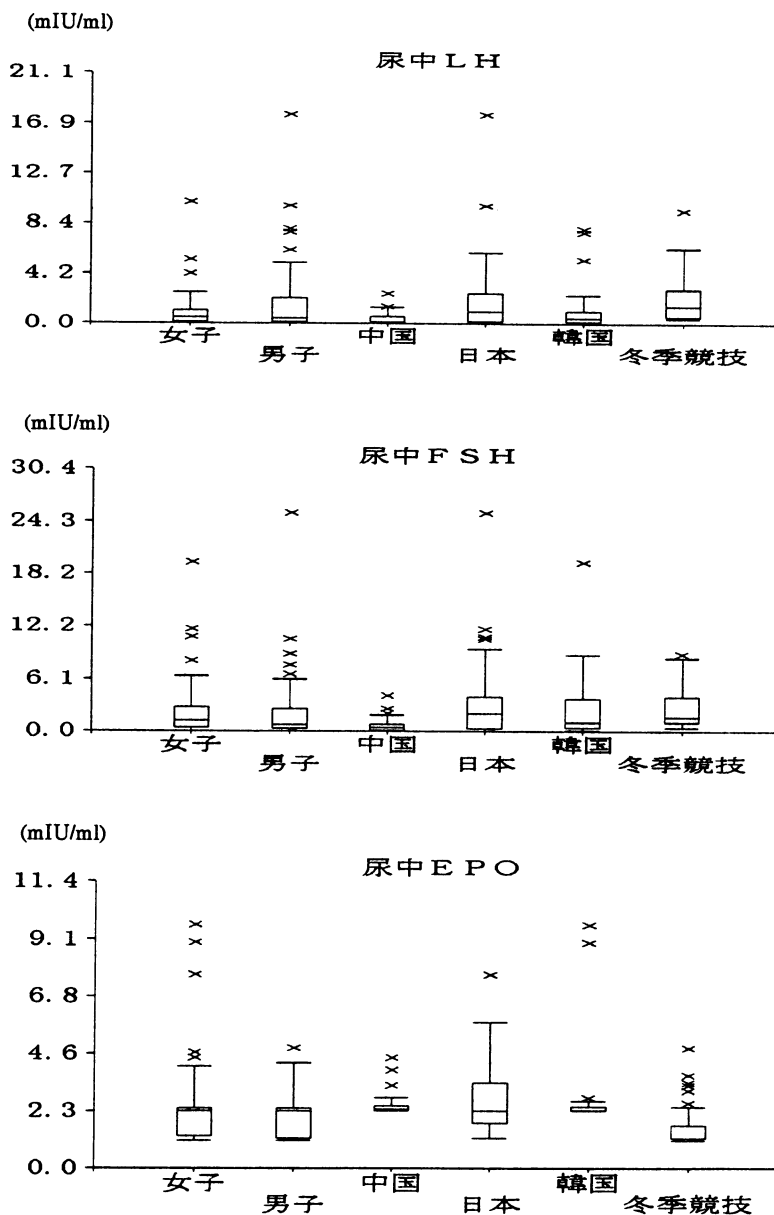 (mIU/ml)
尿中LH
21.1
16.9
12.7
8.4
4.2
0.0
女子 男子 中国 日本 韓国 冬季競技
(mIU/ml)
尿中FSH
30.4
24.3
18.2
12.2
6.1
0.0
女子 男子 中国 日本 韓国 冬季競技
(mIU/ml)
尿中EPO
11.4
9.1
6.8
4.6
2.3
0.0
女子 男子 中国 日本 韓国 冬季競技